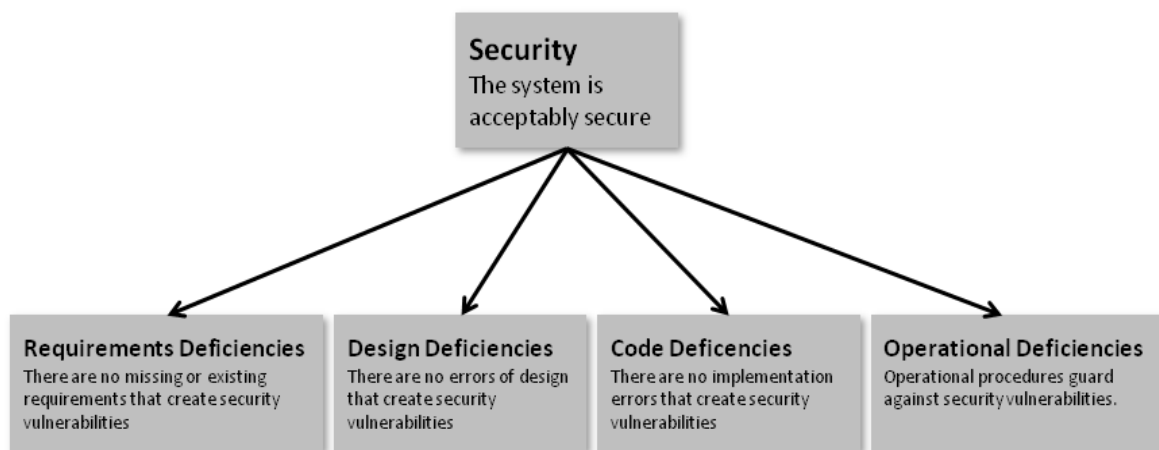 Security
The system is
acceptably secure
Requirements Deficiencies
There are no missing or existing
requirements that create security
vulnerabilities
Design Deficiencies
There are no errors of design
that create security
vulnerabilities
Code Deficencies
There are no implementation
errors that create security
vulnerabilities
Operational Deficiencies
Operational procedures guard
against security vulnerabilities.